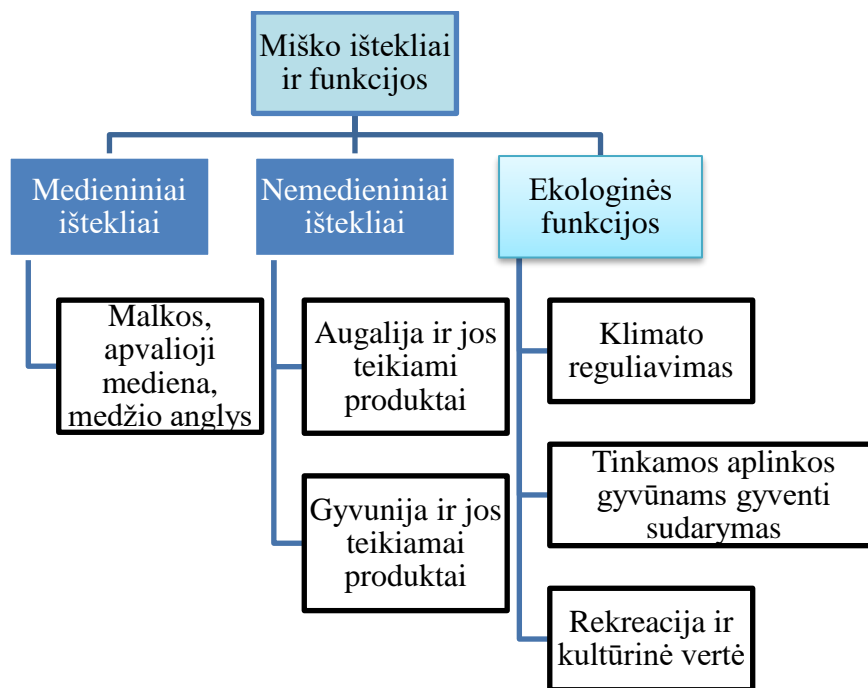 Miško ištekliai
ir funkcijos
Medieniniai
ištekliai
Nemedieniniai
ištekliai
Ekologinės
funkcijos
Malkos,
apvalioji
mediena,
medžio anglys
Augalija ir jos
teikiami
produktai
Gyvunija ir jos
teikiamai
produktai
Klimato
reguliavimas
Tinkamos aplinkos
gyvūnams gyventi
sudarymas
Rekreacija ir
kultūrinė vertė